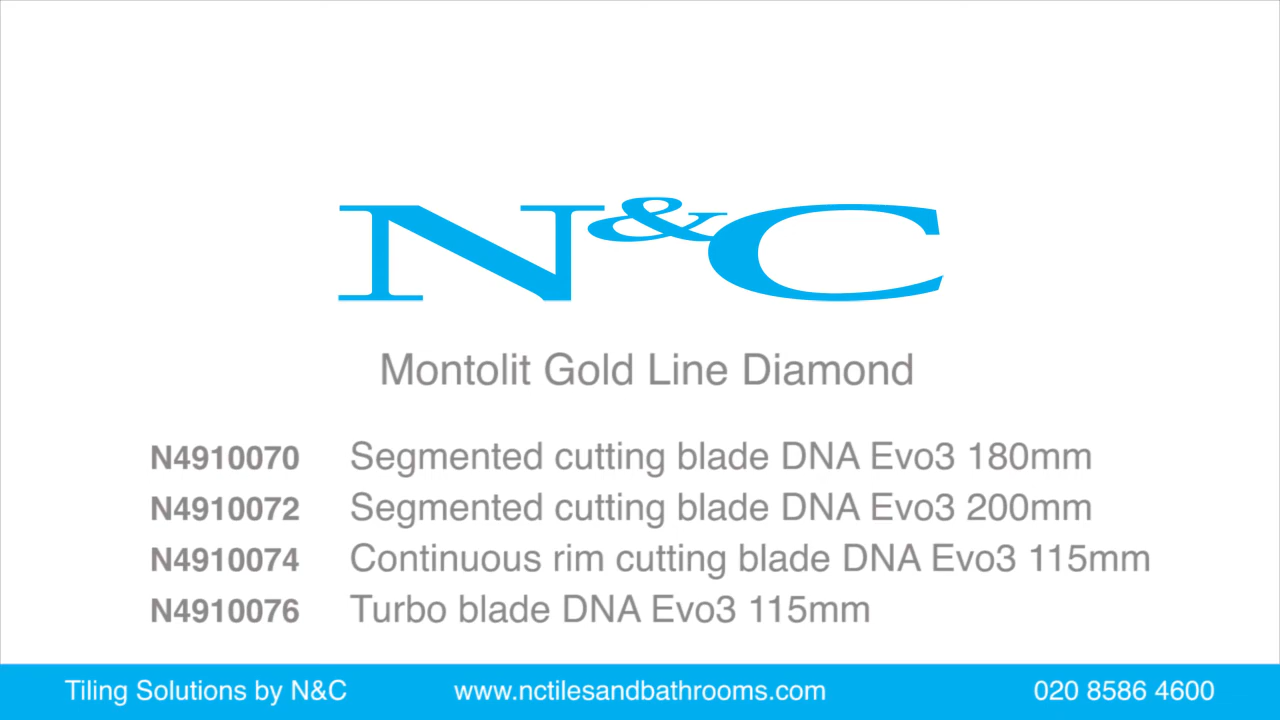 N&C
Montolit Gold Line Diamond
N4910070 Segmented cutting blade DNA Evo3 180mm
N4910072 Segmented cutting blade DNA Evo3 200mm
N4910074 Continuous rim cutting blade DNA Evo3 115mm
N4910076 Turbo blade DNA Evo3 115mm
Tiling Solutions by N&C www.nctilesandbathrooms.com 020 8586 4600